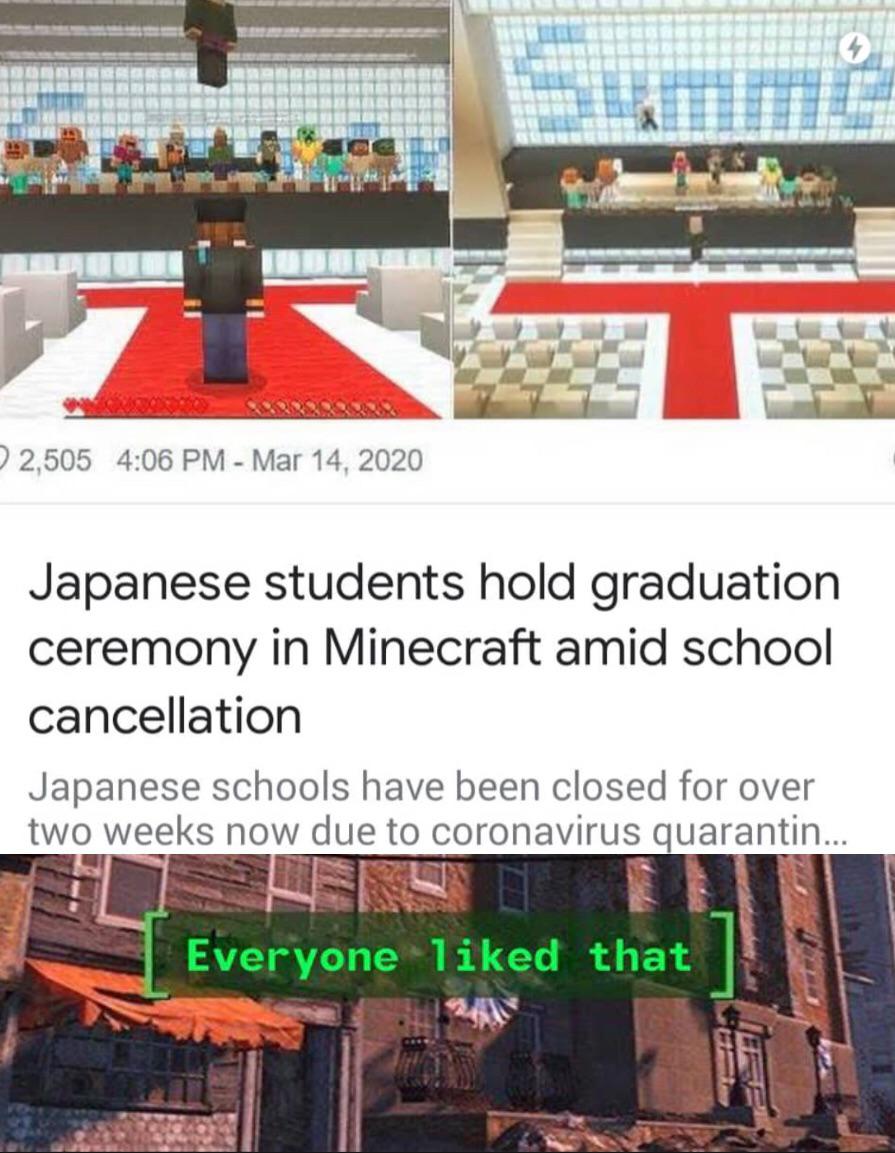 Summe
2,505 4:06 PM - Mar 14, 2020
Japanese students hold graduation
ceremony in Minecraft amid school
cancellation
Japanese schools have been closed for over
two weeks now due to coronavirus quarantin...
[Everyone liked that]